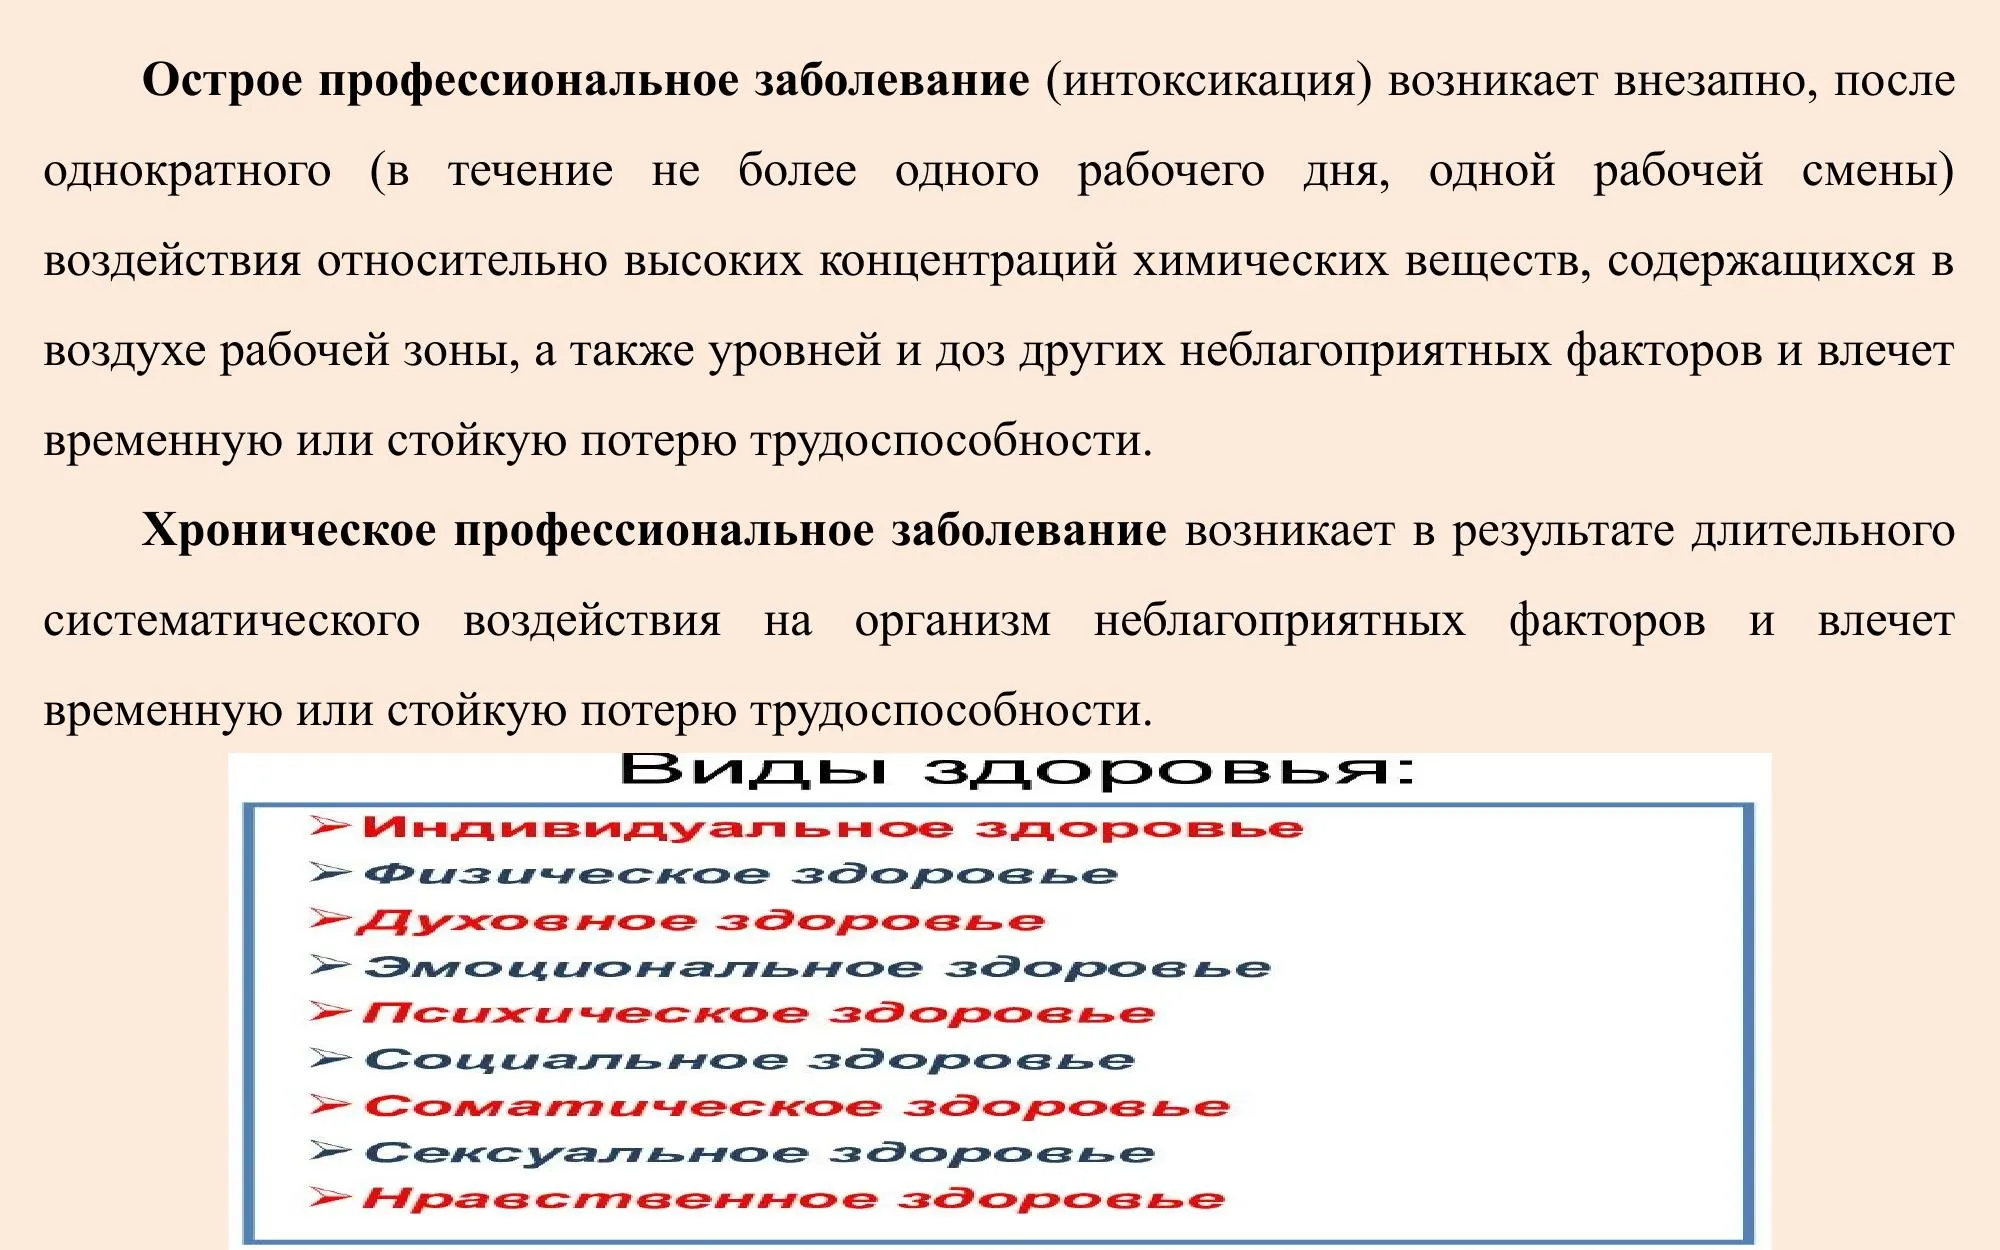 Острое профессиональное заболевание (интоксикация) возникает внезапно, после
однократного (в течение не более одного рабочего дня, одной рабочей смены)
воздействия относительно высоких концентраций химических веществ, содержащихся в
воздухе рабочей зоны, а также уровней и доз других неблагоприятных факторов и влечет
временную или стойкую потерю трудоспособности.
Хроническое профессиональное заболевание возникает в результате длительного
систематического воздействия на организм неблагоприятных факторов и влечет
временную или стойкую потерю трудоспособности.
Виды здоровья:
➢Индивидуальное здоровье
➢Физическое здоровье
➢Духовное здоровье
➢Эмоциональное здоровье
➢Психическое здоровье
➢Социальное здоровье
➢Соматическое здоровье
➢Сексуальное здоровье
➢Нравственное здоровье